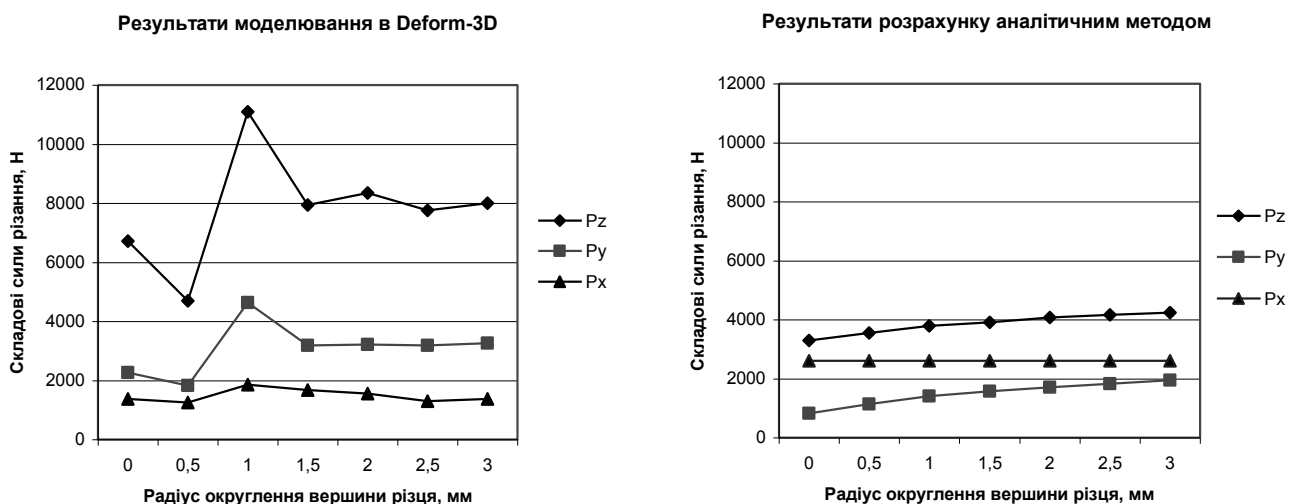 Результати моделювання в Deform-3D
12000
10000
8000
6000
4000
2000
0
0 0,5 1 1,5 2 2,5 3
Складові сили різання, Н
Радіус округлення вершини різця, мм
Pz
Py
Px
Результати розрахунку аналітичним методом
12000
10000
8000
6000
4000
2000
0
0 0,5 1 1,5 2 2,5 3
Складові сили різання, Н
Радіус округлення вершини різця, мм
Pz
Py
Px